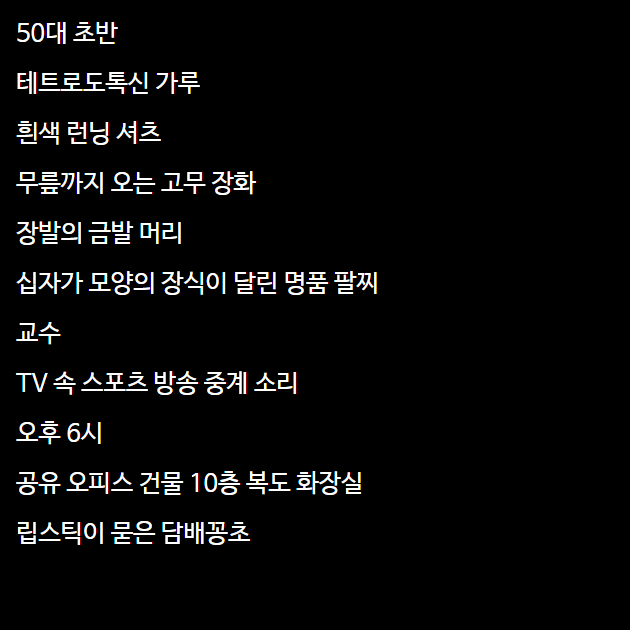 50대 초반
테트로도톡신 가루
흰색 런닝 셔츠
무릎까지 오는 고무 장화
장발의 금발 머리
십자가 모양의 장식이 달린 명품 팔찌
교수
TV 속 스포츠 방송 중계 소리
오후 6시
공유 오피스 건물 10층 복도 화장실
립스틱이 묻은 담배꽁초